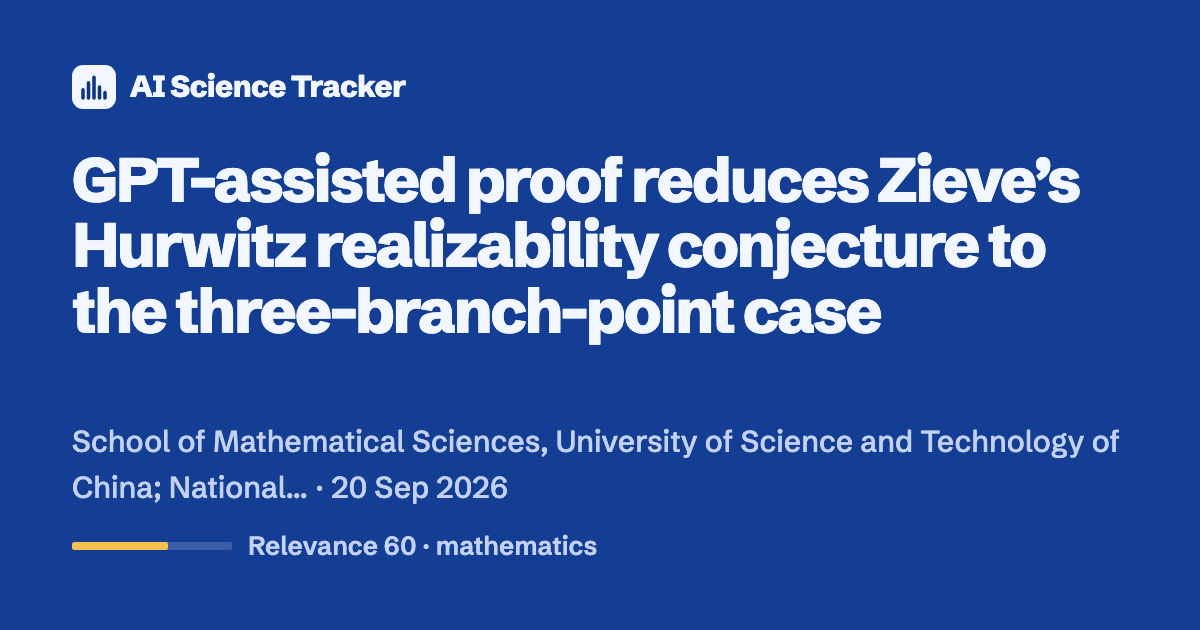 AI Science Tracker
GPT-assisted proof reduces Zieve’s
Hurwitz realizability conjecture to
the three-branch-point case
School of Mathematical Sciences, University of Science and Technology of
China; National... · 20 Sep 2026
Relevance 60 · mathematics